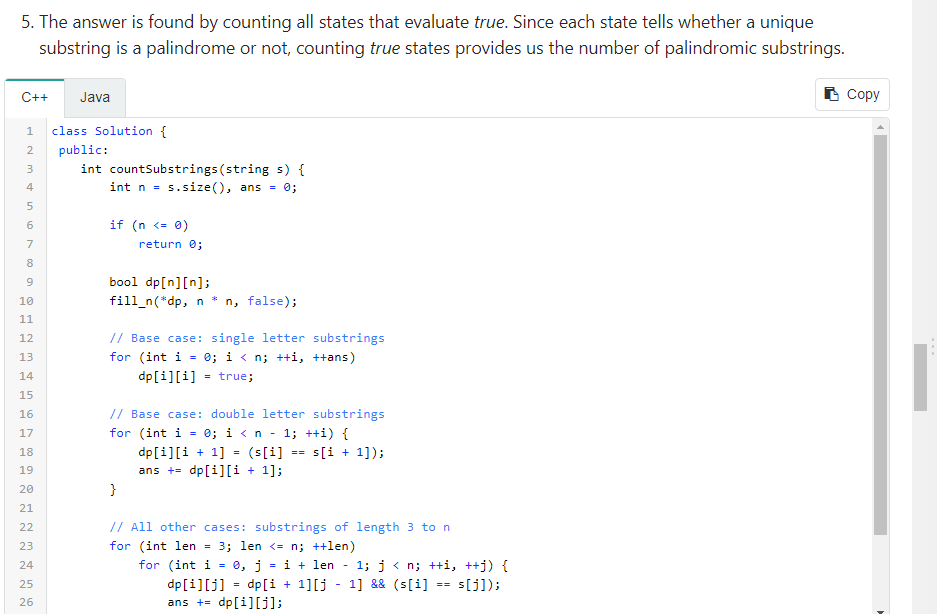 5. The answer is found by counting all states that evaluate true. Since each state tells whether a unique
substring is a palindrome or not, counting true states provides us the number of palindromic substrings.
C++ Java Copy
1 class Solution {
2 public:
3 int countSubstrings(string s) {
4 int n = s.size(), ans = 0;
5
6 if (n <= 0)
7 return 0;
8
9 bool dp[n][n];
10 fill_n(*dp, n * n, false);
11
12 // Base case: single letter substrings
13 for (int i = 0; i < n; ++i, ++ans)
14 dp[i][i] = true;
15
16 // Base case: double letter substrings
17 for (int i = 0; i < n - 1; ++i) {
18 dp[i][i + 1] = (s[i] == s[i + 1]);
19 ans += dp[i][i + 1];
20 }
21
22 // All other cases: substrings of length 3 to n
23 for (int len = 3; len <= n; ++len)
24 for (int i = 0, j = i + len - 1; j < n; ++i, ++j) {
25 dp[i][j] = dp[i + 1][j - 1] && (s[i] == s[j]);
26 ans += dp[i][j];